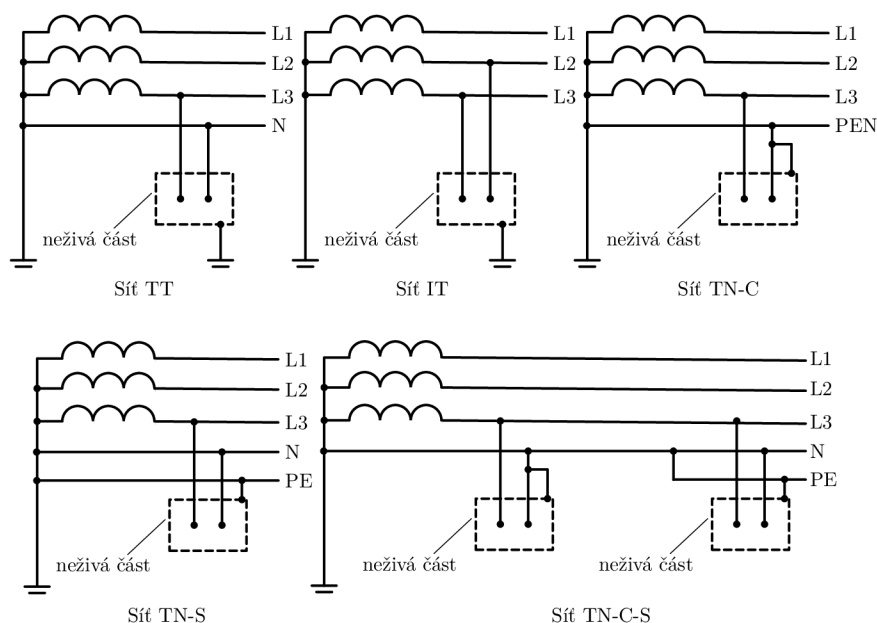 L1
L2
L3
N
neživá část
Síť TT
L1
L2
L3
neživá část
Síť IT
L1
L2
L3
PEN
neživá část
Síť TN-C
L1
L2
L3
N
PE
neživá část
Síť TN-S
L1
L2
L3
N
PE
neživá část
neživá část
Síť TN-C-S